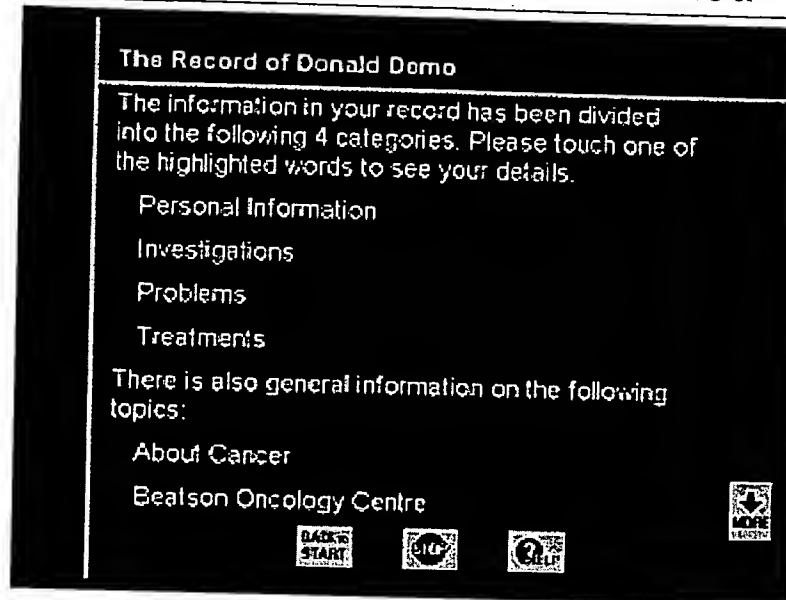 The Record of Donald Demo
The information in your record has been divided
into the following 4 categories. Please touch one of
the highlighted words to see your details.
Personal Information
Investigations
Problems
Treatments
There is also general information on the following
topics:
About Cancer
Beatson Oncology Centre
MORE
BACK TO
START
STOP
HELP